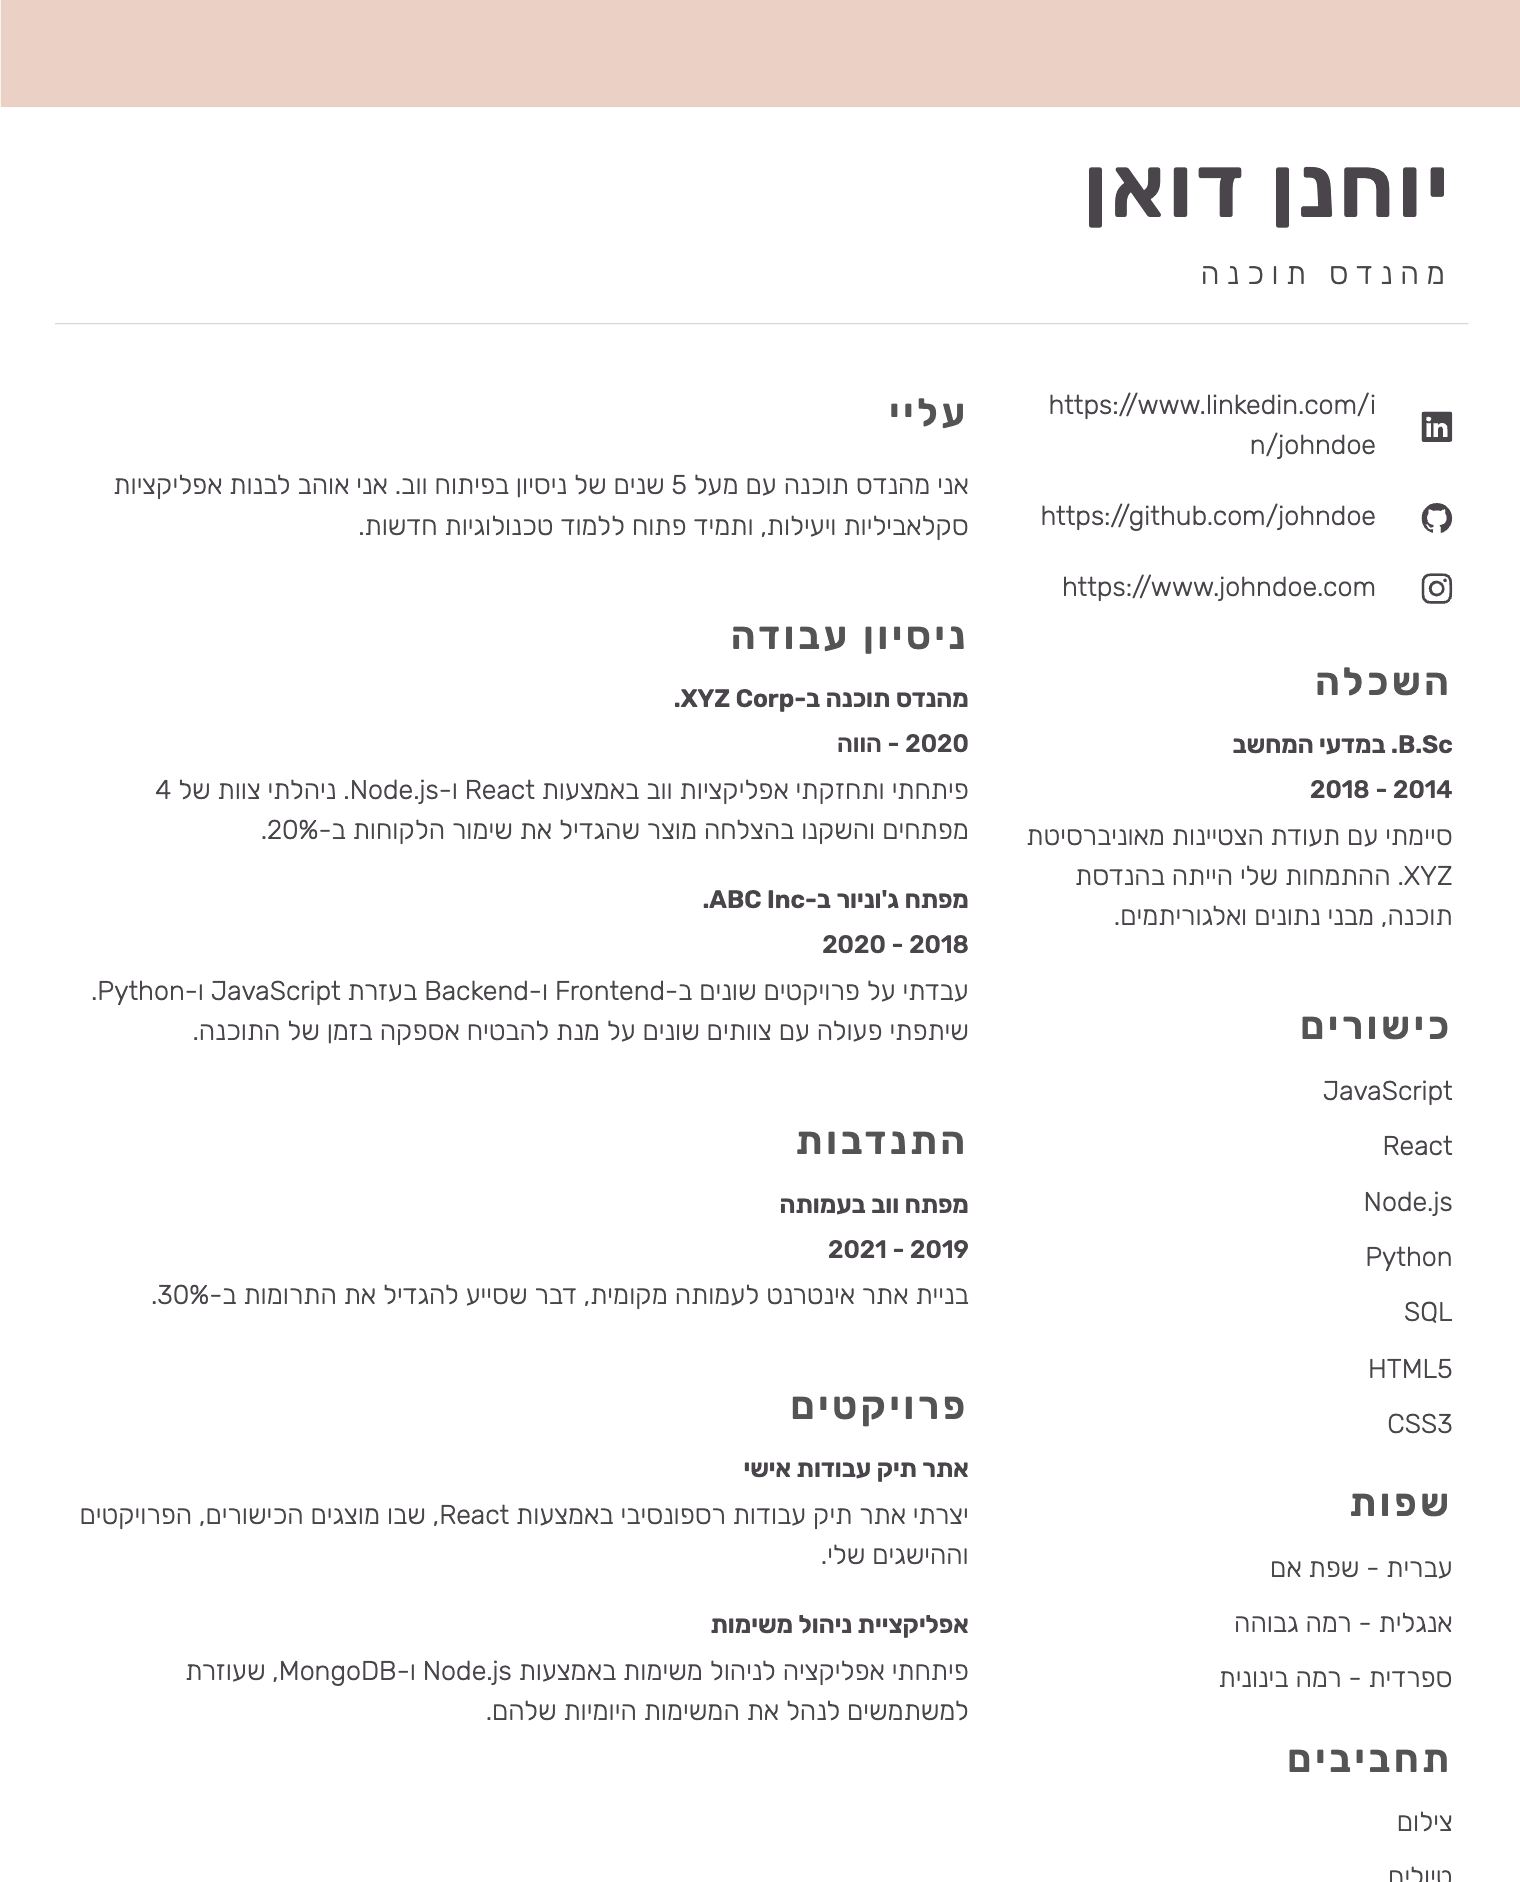 יוחנן דואן
מהנדס תוכנה
https://www.linkedin.com/i
n/johndoe
https://github.com/johndoe
https://www.johndoe.com
השכלה
B.Sc. במדעי המחשב
2014 - 2018
סיימתי עם תעודת הצטיינות מאוניברסיטת
XYZ. ההתמחות שלי הייתה בהנדסת
תוכנה, מבני נתונים ואלגוריתמים.
כישורים
JavaScript
React
Node.js
Python
SQL
HTML5
CSS3
שפות
עברית - שפת אם
אנגלית - רמה גבוהה
ספרדית - רמה בינונית
תחביבים
צילום
טיולים
עליי
אני מהנדס תוכנה עם מעל 5 שנים של ניסיון בפיתוח ווב. אני אוהב לבנות אפליקציות
סקלאביליות ויעילות, ותמיד פתוח ללמוד טכנולוגיות חדשות.
ניסיון עבודה
מהנדס תוכנה ב-XYZ Corp.
2020 - הווה
פיתחתי ותחזקתי אפליקציות ווב באמצעות React ו-Node.js. ניהלתי צוות של 4
מפתחים והשקנו בהצלחה מוצר שהגדיל את שימור הלקוחות ב-20%.
מפתח ג'וניור ב-ABC Inc.
2018 - 2020
עבדתי על פרויקטים שונים ב-Frontend ו-Backend בעזרת JavaScript ו-Python.
שיתפתי פעולה עם צוותים שונים על מנת להבטיח אספקה בזמן של התוכנה.
התנדבות
מפתח ווב בעמותה
2019 - 2021
בניית אתר אינטרנט לעמותה מקומית, דבר שסייע להגדיל את התרומות ב-30%.
פרויקטים
אתר תיק עבודות אישי
יצרתי אתר תיק עבודות רספונסיבי באמצעות React, שבו מוצגים הכישורים, הפרויקטים
וההישגים שלי.
אפליקציית ניהול משימות
פיתחתי אפליקציה לניהול משימות באמצעות Node.js ו-MongoDB, שעוזרת
למשתמשים לנהל את המשימות היומיות שלהם.